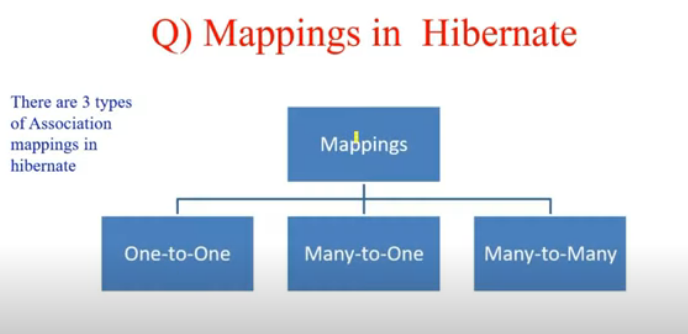 Q) Mappings in Hibernate
There are 3 types
of Association
mappings in
hibernate
Mappings
One-to-One
Many-to-One
Many-to-Many